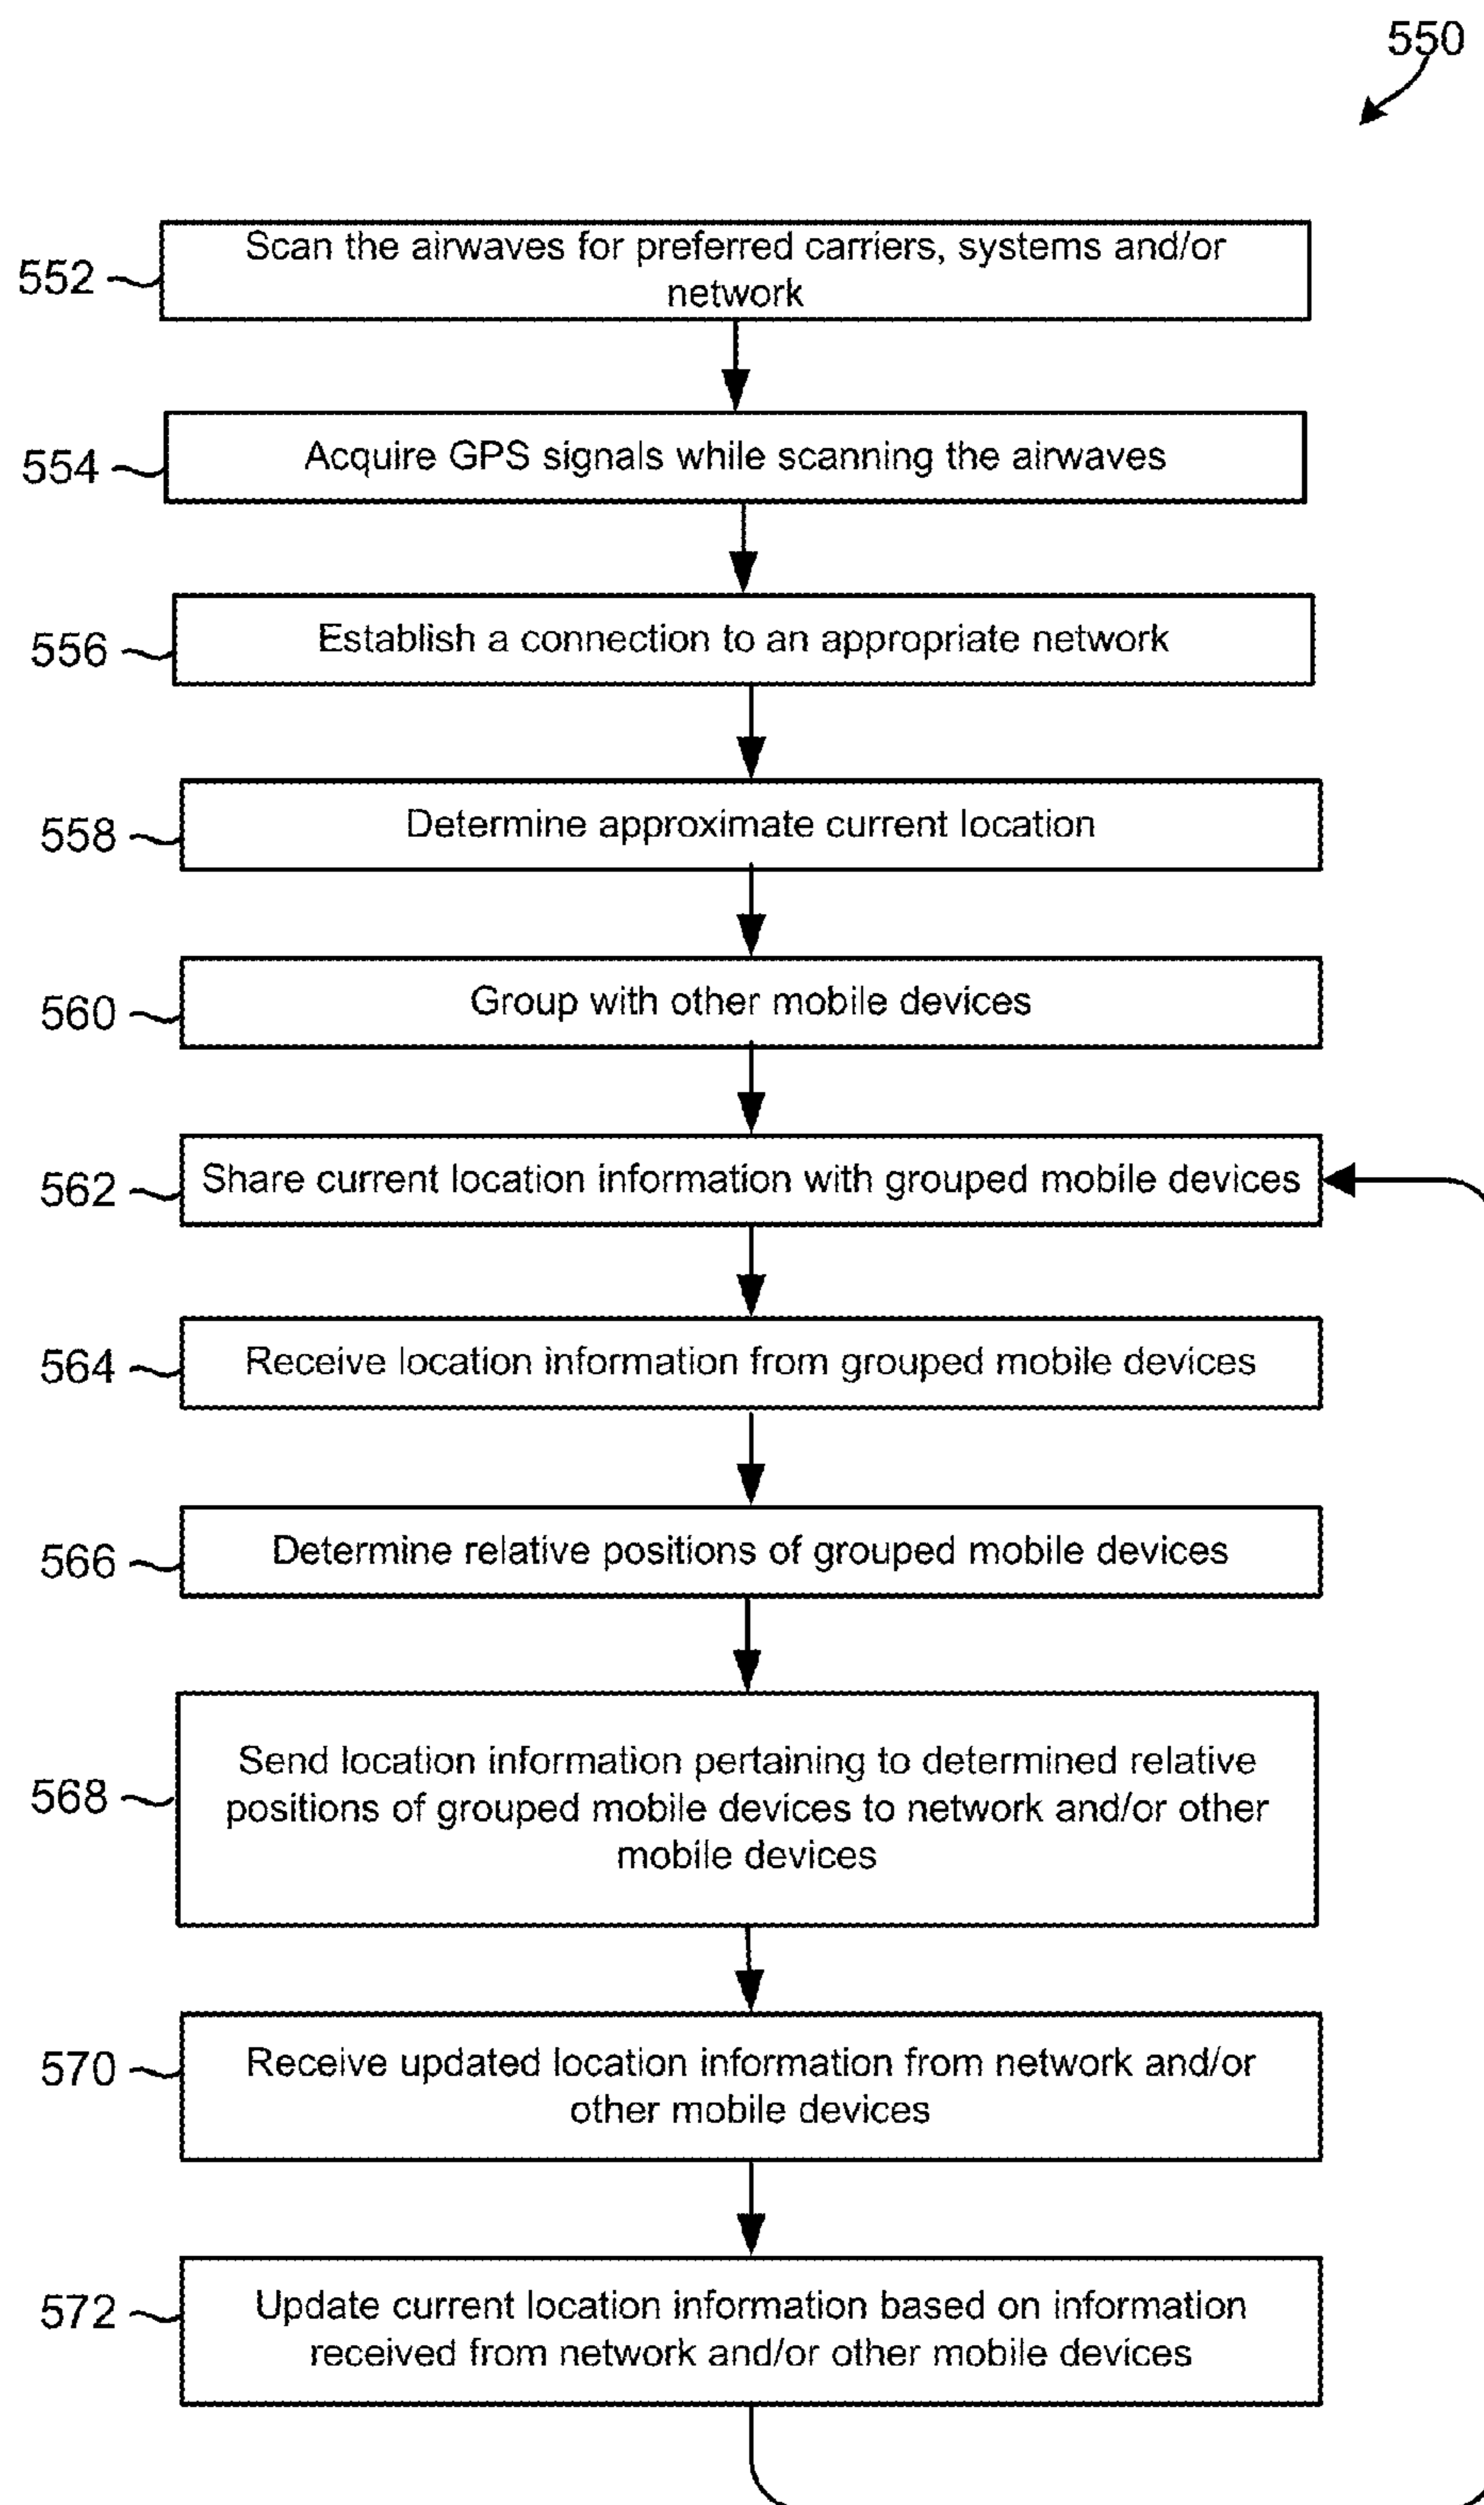 550
552
Scan the airwaves for preferred carriers, systems and/or
network
554
Acquire GPS signals while scanning the airwaves
556
Establish a connection to an appropriate network
558
Determine approximate current location
560
Group with other mobile devices
562
Share current location information with grouped mobile devices
564
Receive location information from grouped mobile devices
566
Determine relative positions of grouped mobile devices
568
Send location information pertaining to determined relative
positions of grouped mobile devices to network and/or other
mobile devices
570
Receive updated location information from network and/or
other mobile devices
572
Update current location information based on information
received from network and/or other mobile devices